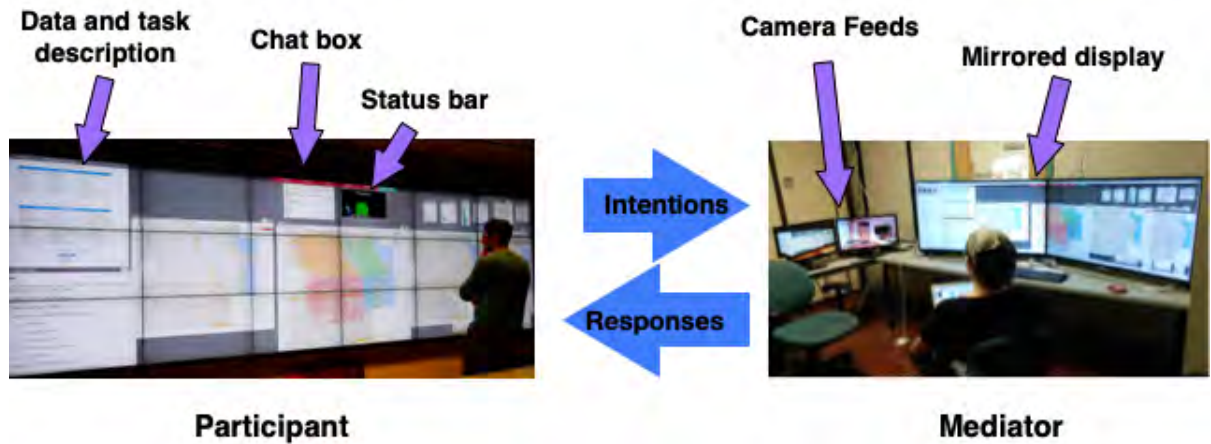 Data and task
description
Chat box
Status bar
Camera Feeds
Mirrored display
Intentions
Responses
Participant
Mediator